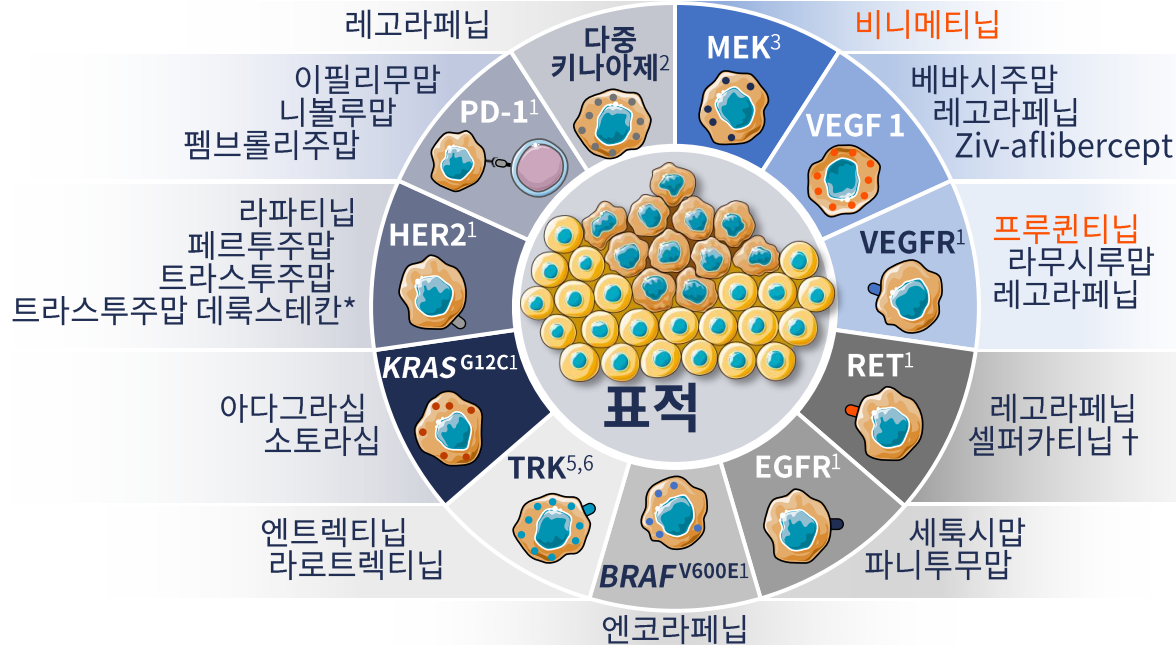 레고라페닙
다중
키나아제2
MEK3
비니메티닙
이필리무맙
니볼루맙
펨브롤리주맙
PD-11
VEGF 1
베바시주맙
레고라페닙
Ziv-aflibercept
라파티닙
페르투주맙
트라스투주맙
트라스투주맙 데룩스테칸*
HER21
VEGFR1
프루퀸티닙
라무시루맙
레고라페닙
KRAS G12C1
아다그라십
소토라십
표적
RET1
레고라페닙
셀퍼카티닙 †
TRK5,6
엔트렉티닙
라로트렉티닙
EGFR1
세툭시맙
파니투무맙
BRAF V600E1
엔코라페닙